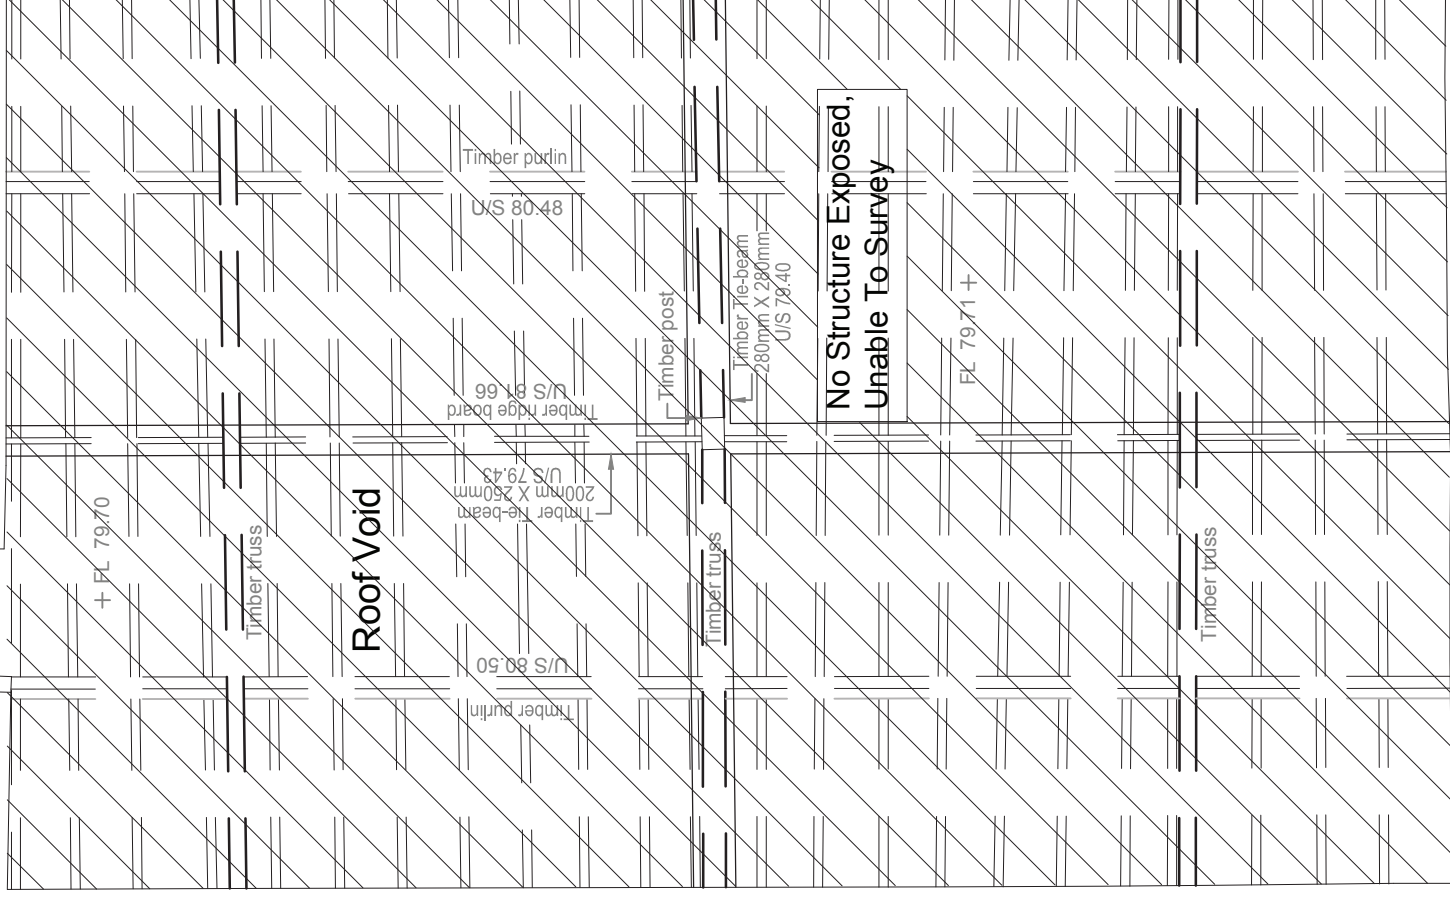 Timber purlin
U/S 80.48
Timber post
Timber Tie-beam
280mm X 280mm
U/S 79.40
No Structure Exposed,
Unable To Survey
FL 79.71 +
Timber ridge board
U/S 81.66
Timber Tie-beam
200mm X 250mm
U/S 79.43
+ FL 79.70
Timber truss
Roof Void
Timber truss
Timber truss
Timber purlin
U/S 80.50